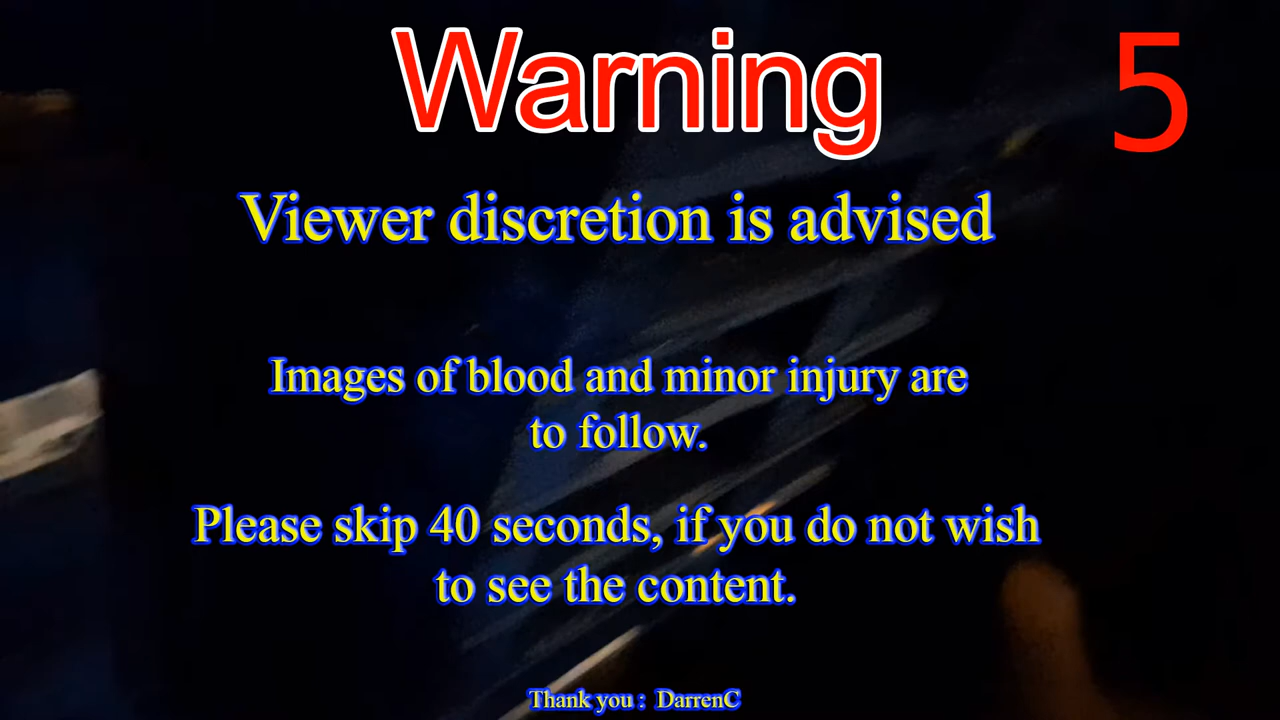 Warning 5
Viewer discretion is advised
Images of blood and minor injury are
to follow.
Please skip 40 seconds, if you do not wish
to see the content.
Thank you : DarrenC